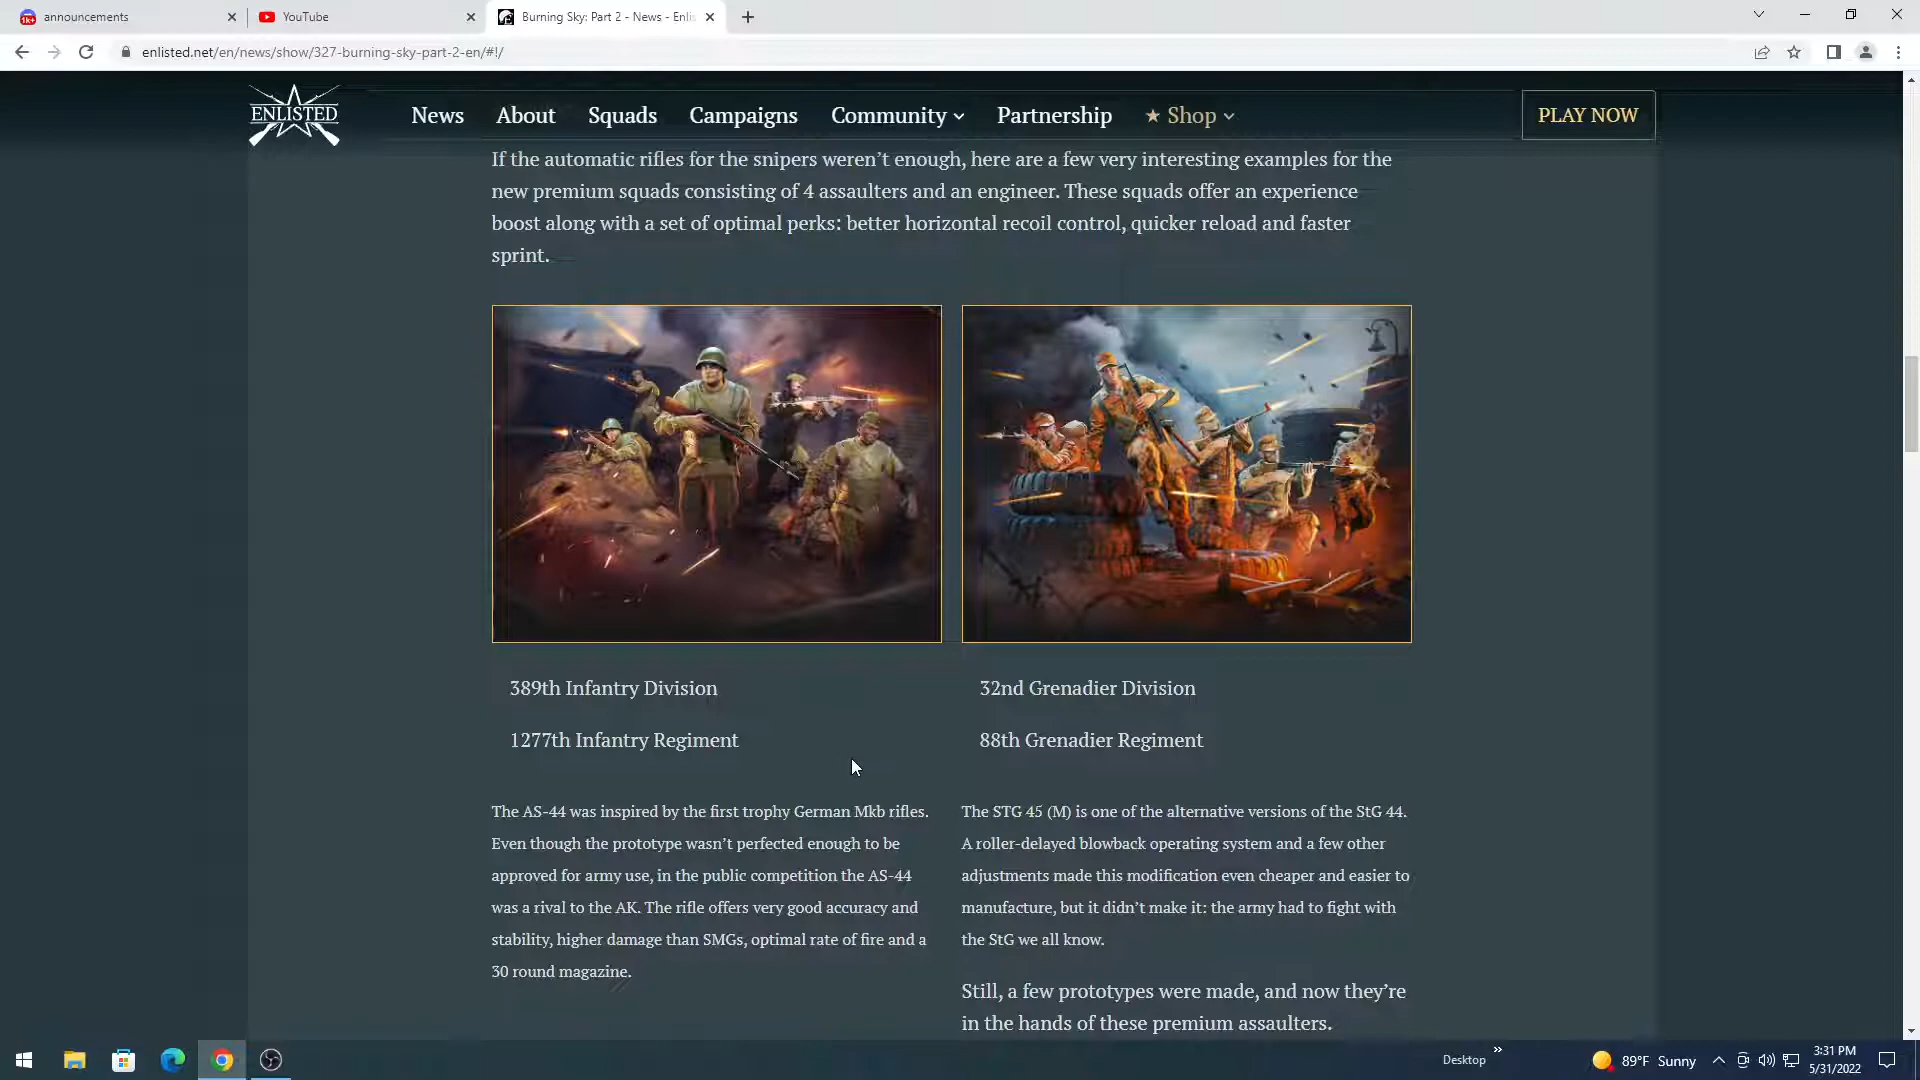 announcements
YouTube
Burning Sky: Part 2 - News - Enli
enlisted.net/en/news/show/327-burning-sky-part-2-en/#!/
ENLISTED
News
About
Squads
Campaigns
Community
Partnership
★ Shop
PLAY NOW
If the automatic rifles for the snipers weren’t enough, here are a few very interesting examples for the
new premium squads consisting of 4 assaulters and an engineer. These squads offer an experience
boost along with a set of optimal perks: better horizontal recoil control, quicker reload and faster
sprint.
389th Infantry Division
1277th Infantry Regiment
The AS-44 was inspired by the first trophy German Mkb rifles.
Even though the prototype wasn’t perfected enough to be
approved for army use, in the public competition the AS-44
was a rival to the AK. The rifle offers very good accuracy and
stability, higher damage than SMGs, optimal rate of fire and a
30 round magazine.
32nd Grenadier Division
88th Grenadier Regiment
The STG 45 (M) is one of the alternative versions of the StG 44.
A roller-delayed blowback operating system and a few other
adjustments made this modification even cheaper and easier to
manufacture, but it didn’t make it: the army had to fight with
the StG we all know.
Still, a few prototypes were made, and now they’re
in the hands of these premium assaulters.
Desktop
89°F Sunny
3:31 PM
5/31/2022